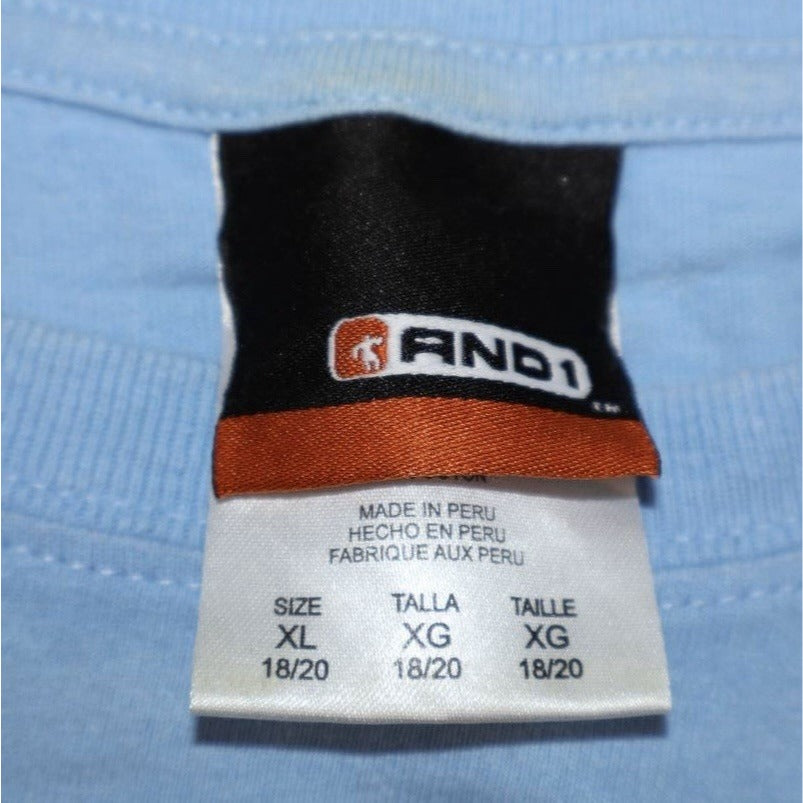 AND1
TM
MADE IN PERU
HECHO EN PERU
FABRIQUE AUX PERU
SIZE TALLA TAILLE
XL XG XG
18/20 18/20 18/20